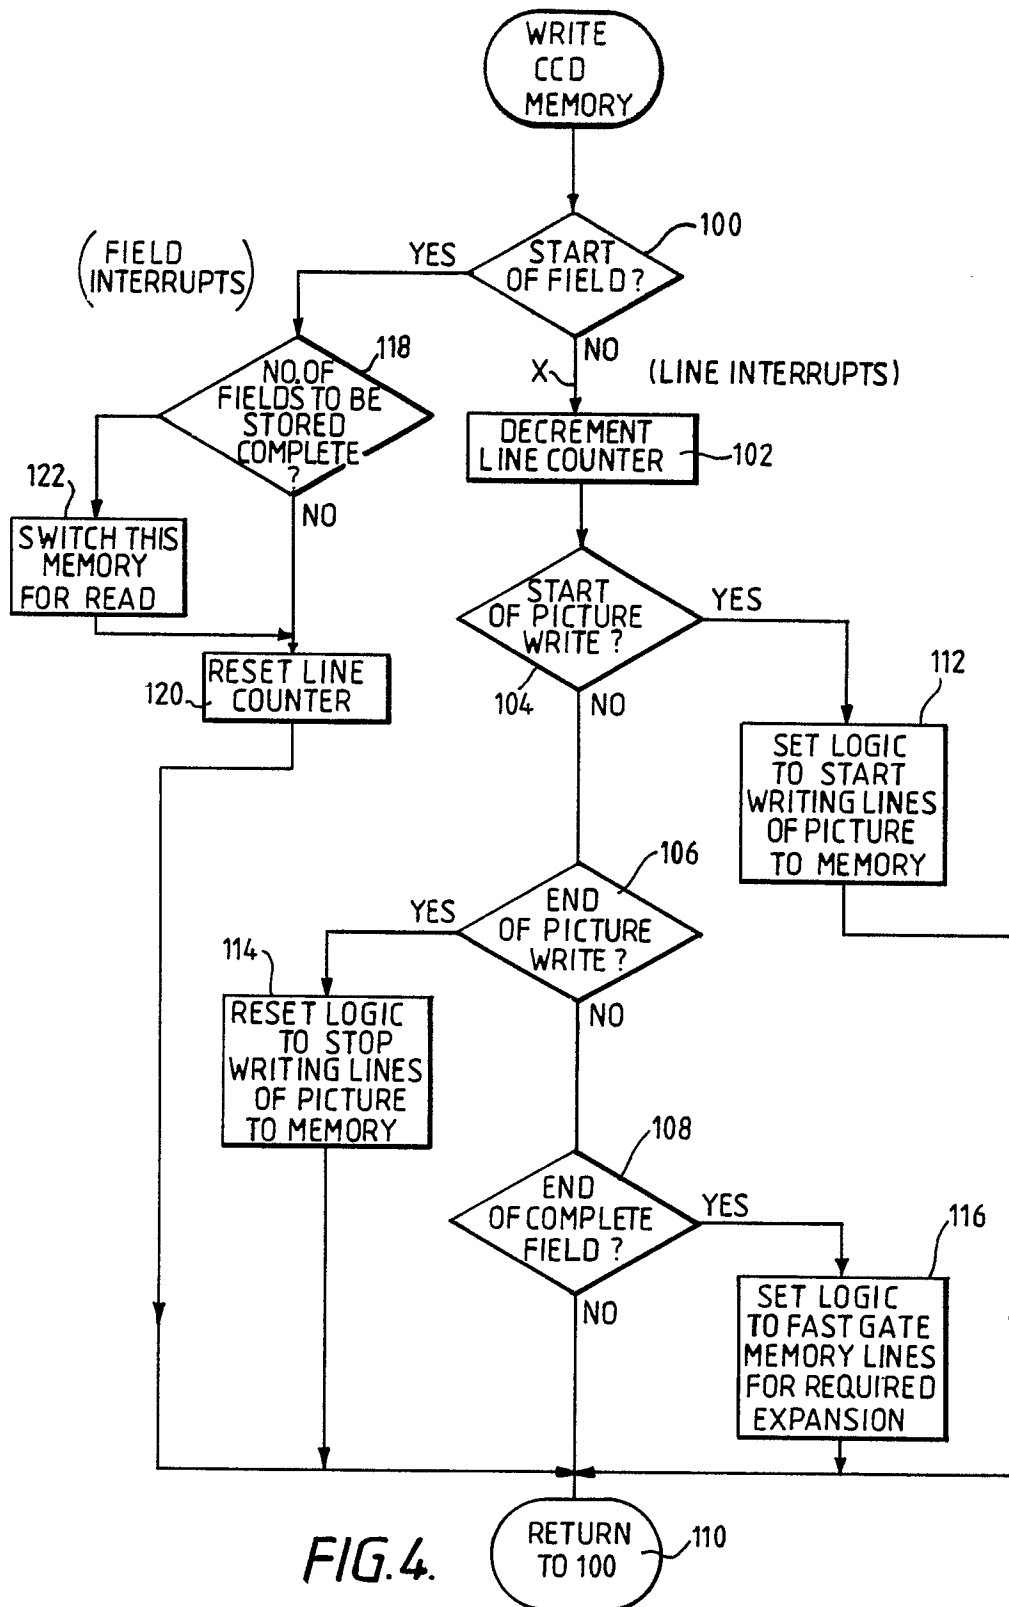 WRITE
CCD
MEMORY
100
START
OF FIELD?
YES
(FIELD
INTERRUPTS)
NO
X
(LINE INTERRUPTS)
118
NO. OF
FIELDS TO BE
STORED
COMPLETE
?
NO
DECREMENT
LINE COUNTER
102
122
SWITCH THIS
MEMORY
FOR READ
START
OF PICTURE
WRITE ?
YES
104
NO
RESET LINE
COUNTER
120
112
SET LOGIC
TO START
WRITING LINES
OF PICTURE
TO MEMORY
106
END
OF PICTURE
WRITE ?
YES
NO
114
RESET LOGIC
TO STOP
WRITING LINES
OF PICTURE
TO MEMORY
108
END
OF COMPLETE
FIELD ?
YES
NO
116
SET LOGIC
TO FAST GATE
MEMORY LINES
FOR REQUIRED
EXPANSION
RETURN
TO 100
110
FIG.4.